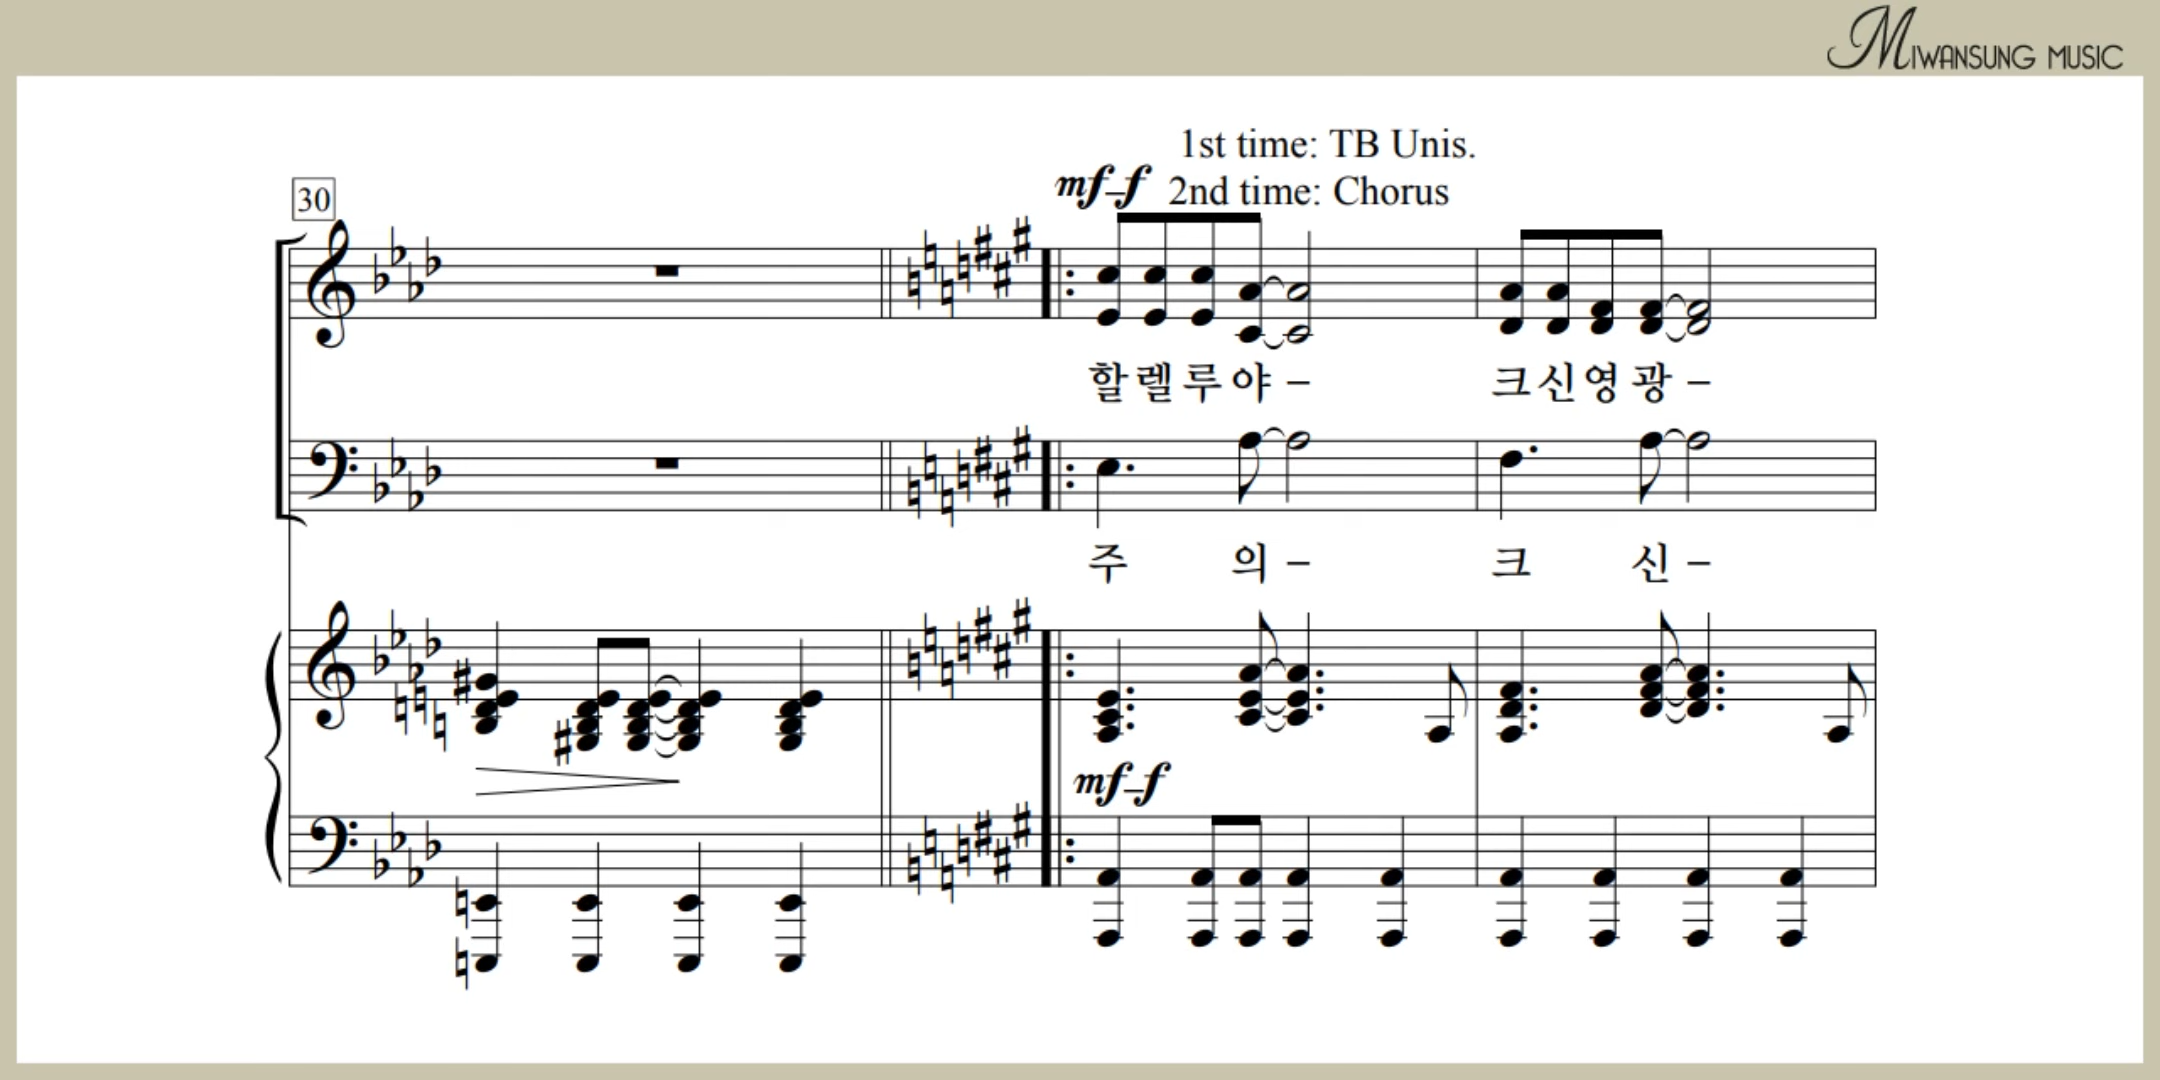 MIWANSUNG MUSIC
1st time: TB Unis.
mf-f 2nd time: Chorus
30
할렐루야 – 크신영광 –
주 의 – 크 신 –
mf-f